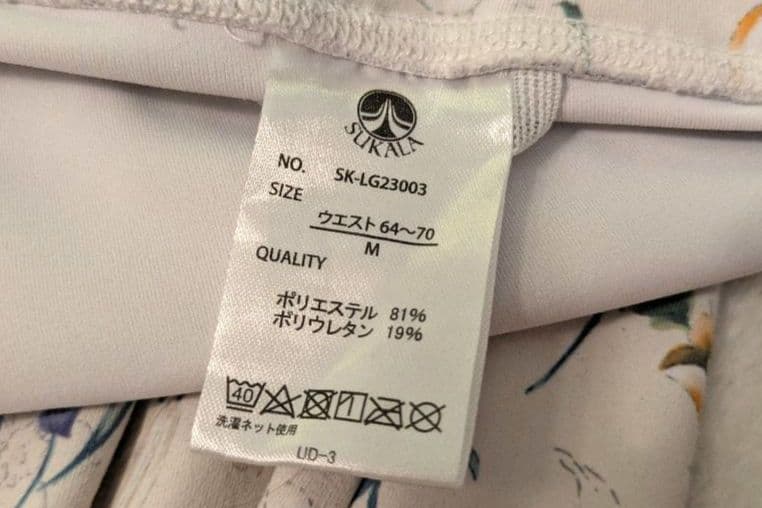 SUKALA
NO. SK-LG23003
SIZE
ウエスト 64～70
M
QUALITY
ポリエステル 81%
ポリウレタン 19%
40
洗濯ネット使用
UD-3